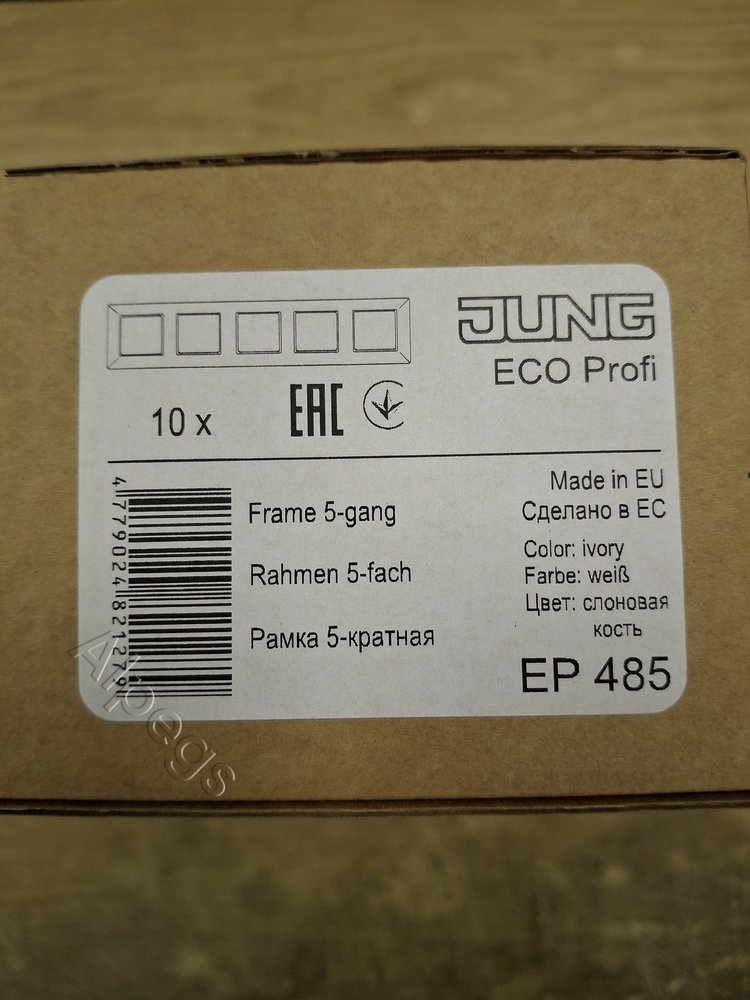 JUNG
ECO Profi
10 x
EAC
Made in EU
Сделано в ЕС
Frame 5-gang
Rahmen 5-fach
Рамка 5-кратная
Color: ivory
Farbe: weiß
Цвет: слоновая
кость
EP 485
4 779024 821279
Alpegs